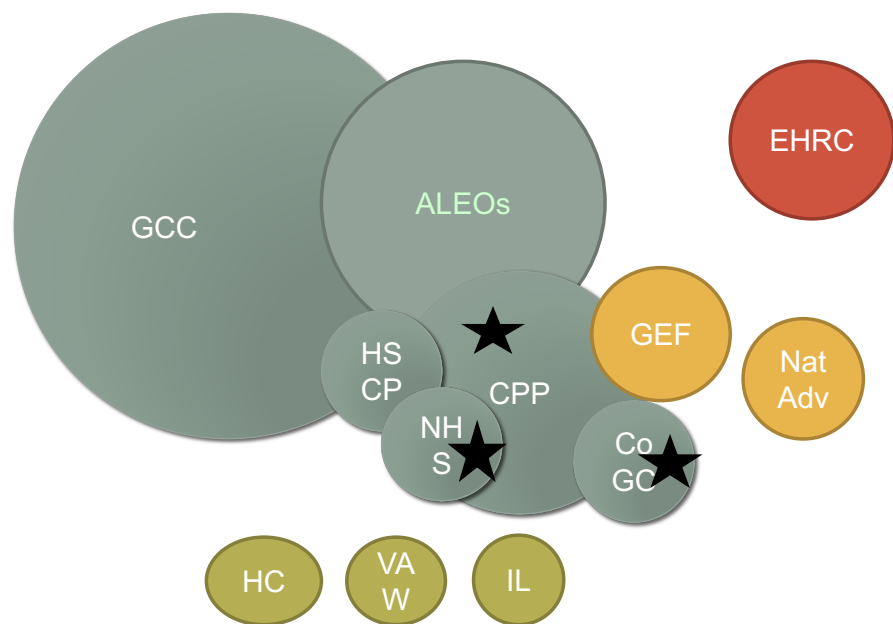 EHRC
ALEOs
GCC
GEF
HS
CP
Nat
Adv
CPP
NH
S
Co
GC
HC
VA
W
IL